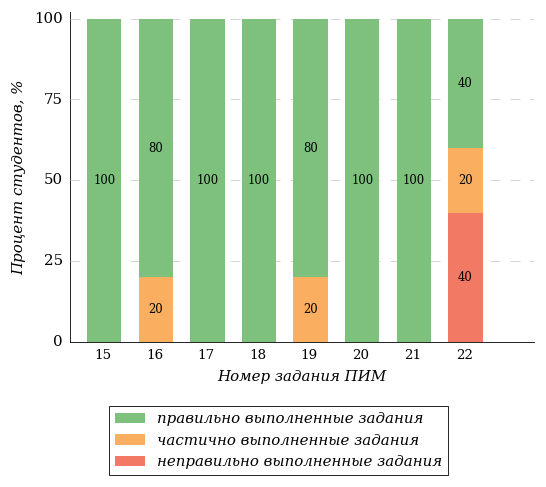 Процент студентов, %
100
75
50
25
0
100
80
20
100
100
80
20
100
100
40
20
40
15 16 17 18 19 20 21 22
Номер задания ПИМ
правильно выполненные задания
частично выполненные задания
неправильно выполненные задания